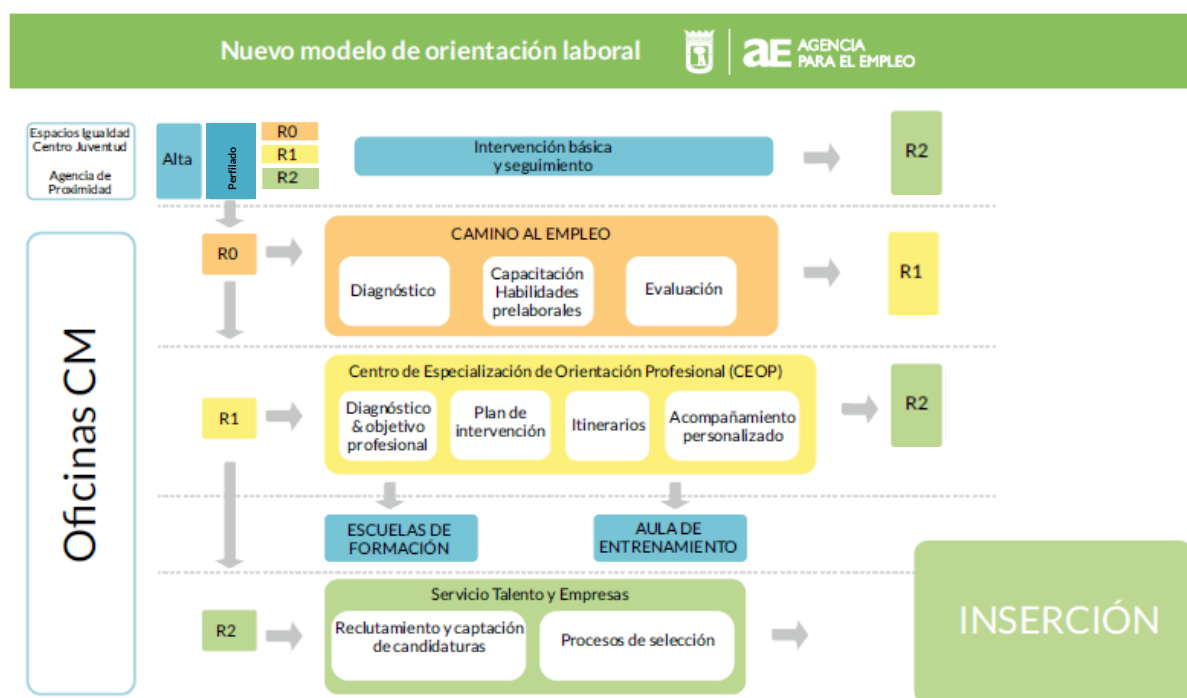 Nuevo modelo de orientación laboral
aE AGENCIA
PARA EL EMPLEO
Espacios Igualdad
Centro Juventud
Agencia de
Proximidad
Alta
Perfilado
R0
R1
R2
Intervención básica
y seguimiento
R2
Oficinas CM
R0
CAMINO AL EMPLEO
Diagnóstico
Capacitación
Habilidades
prelaborales
Evaluación
R1
R1
Centro de Especialización de Orientación Profesional (CEOP)
Diagnóstico
& objetivo
profesional
Plan de
intervención
Itinerarios
Acompañamiento
personalizado
R2
ESCUELAS DE
FORMACIÓN
AULA DE
ENTRENAMIENTO
R2
Servicio Talento y Empresas
Reclutamiento y captación
de candidaturas
Procesos de selección
INSERCIÓN